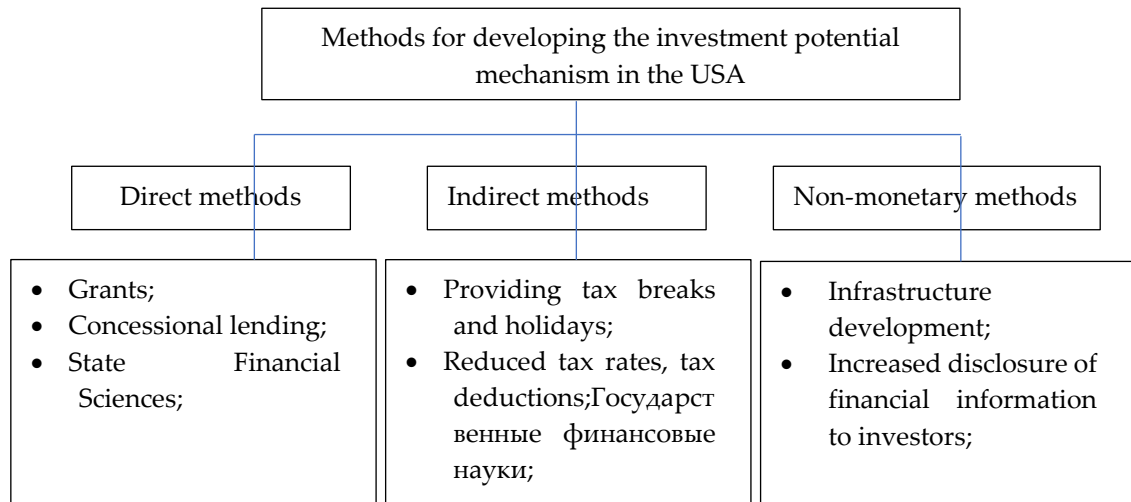 Methods for developing the investment potential
mechanism in the USA
Direct methods
Indirect methods
Non-monetary methods
• Grants;
• Concessional lending;
• State Financial
Sciences;
• Providing tax breaks
and holidays;
• Reduced tax rates, tax
deductions;Государст
венные финансовые
науки;
• Infrastructure
development;
• Increased disclosure of
financial information
to investors;